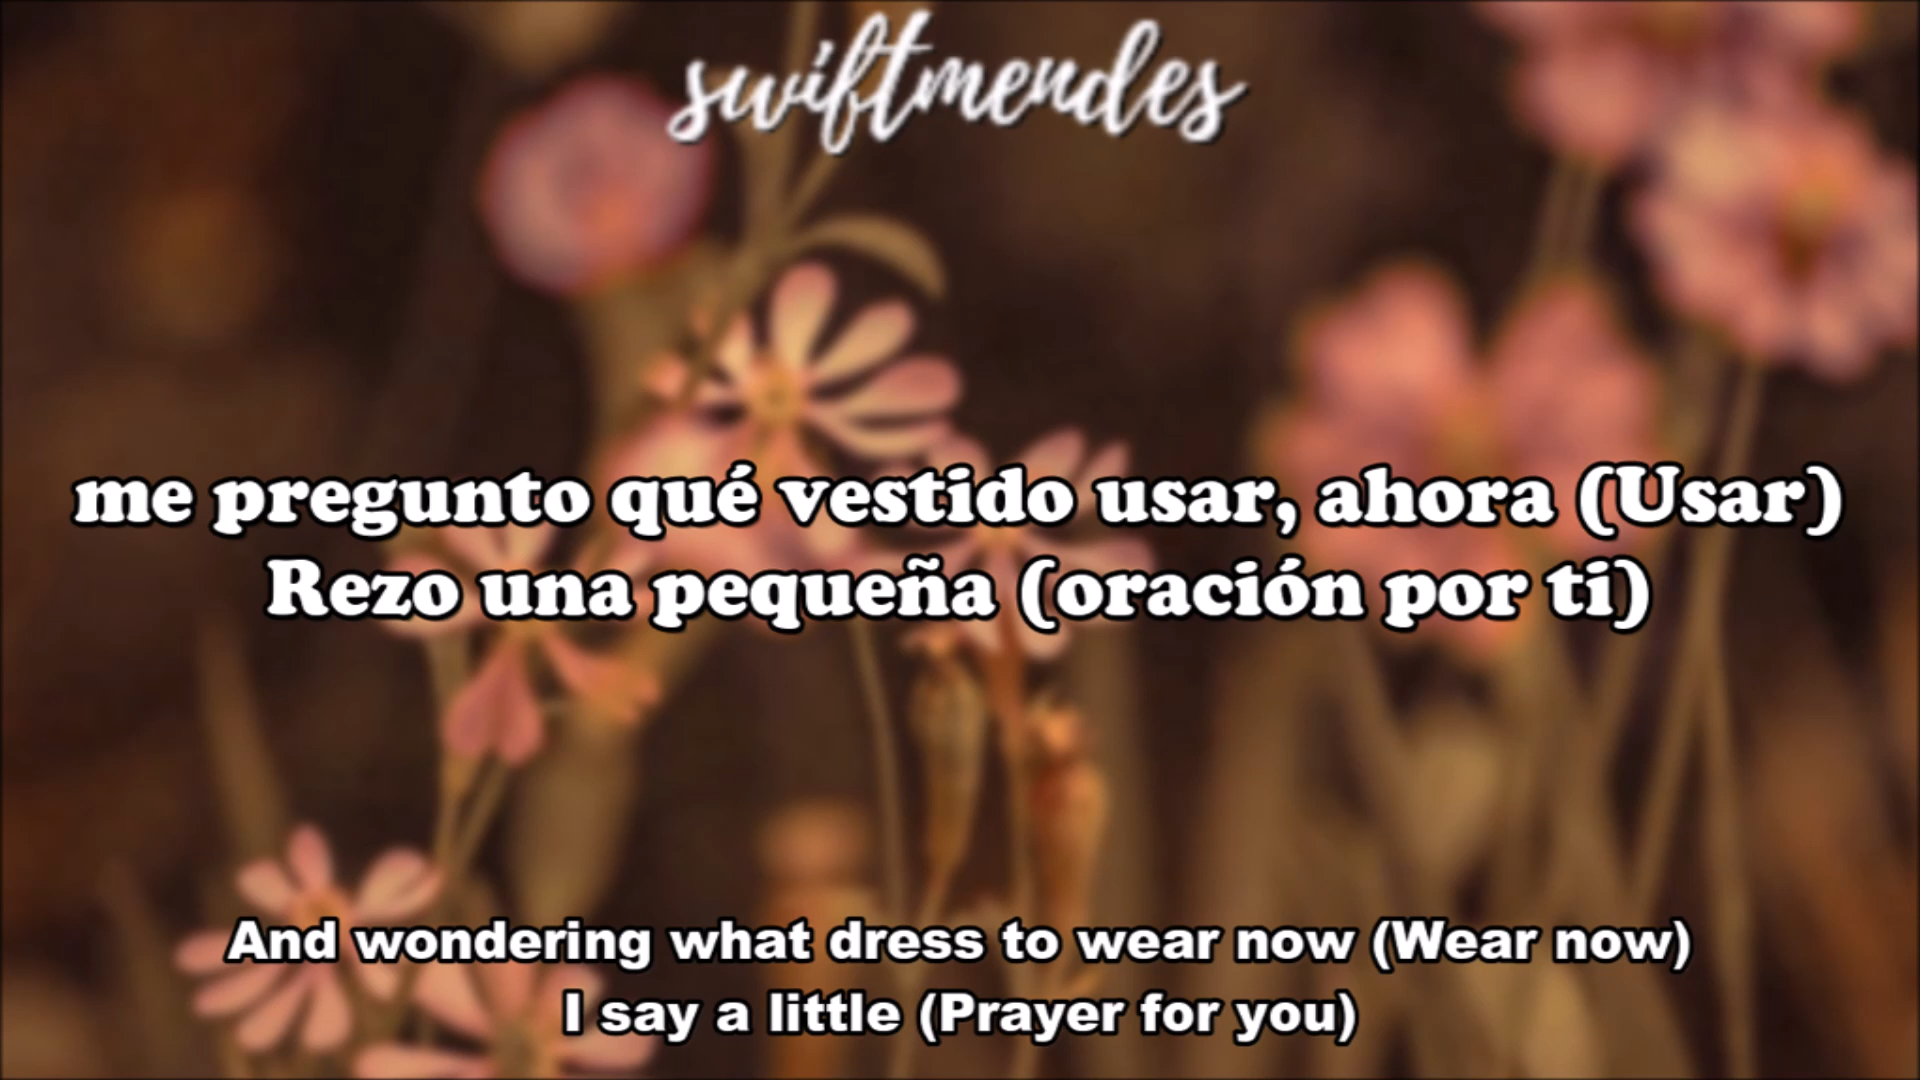 swiftmendes
me pregunto qué vestido usar, ahora (Usar)
Rezo una pequeña (oración por ti)
And wondering what dress to wear now (Wear now)
I say a little (Prayer for you)